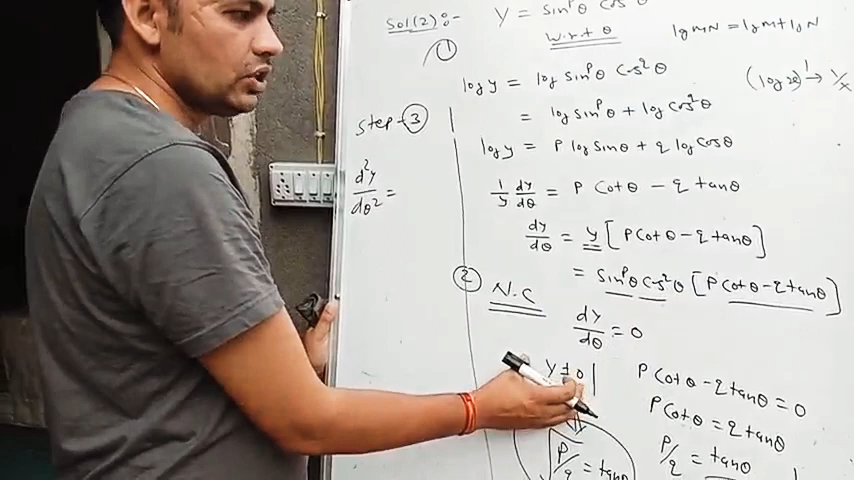 Sol(2) :-
y = sin^pθ cos^qθ
w.r.t θ
log MN = log M + log N
①
log y = log sin^pθ cos^qθ
(log x)' → 1/x
= log sin^pθ + log cos^qθ
step-③
log y = p log sinθ + q log cosθ
1/y dy/dθ = p cotθ - q tanθ
d²y/dθ² =
dy/dθ = y [p cotθ - q tanθ]
= sin^pθ cos^qθ [p cotθ - q tanθ]
② N.C
dy/dθ = 0
y ≠ 0 |
p cotθ - q tanθ = 0
p cotθ = q tanθ
p/q = tanθ
p/q = tanθ